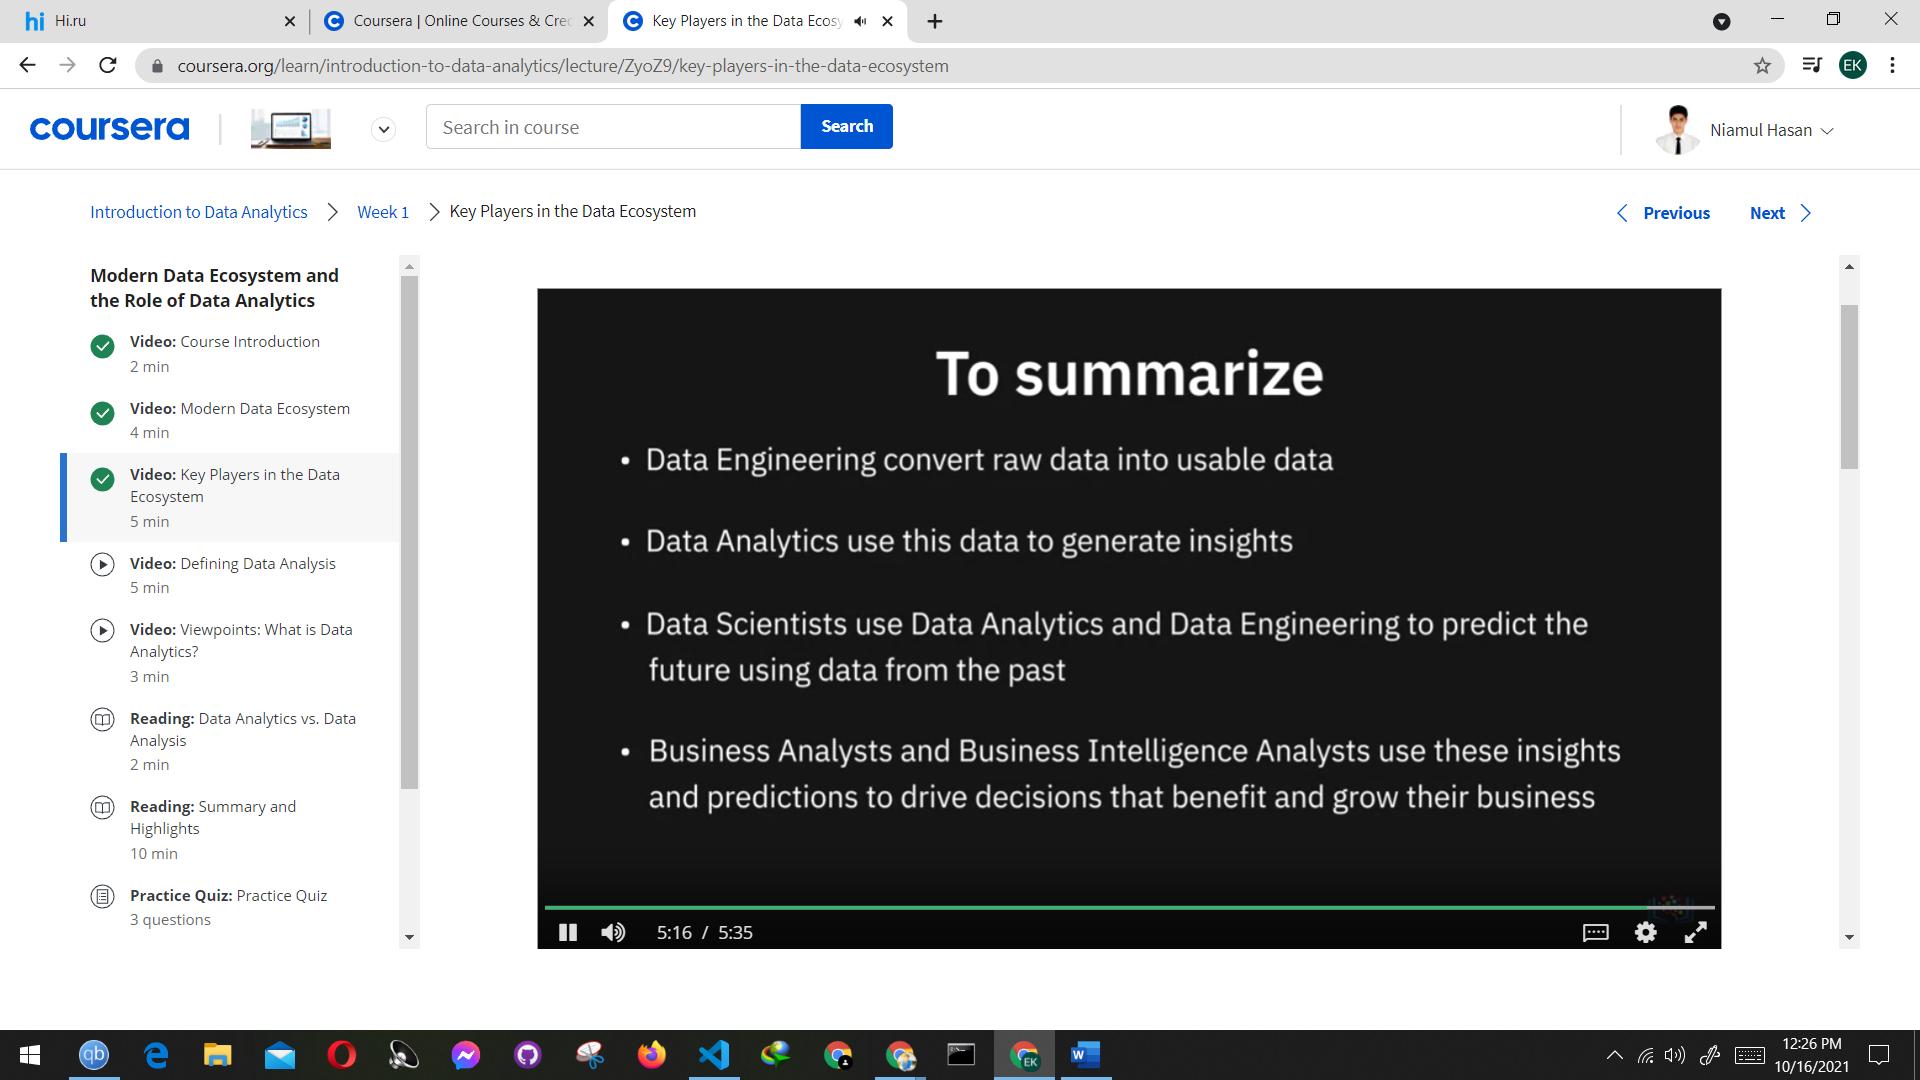 Hi.ru
Coursera | Online Courses & Cre
Key Players in the Data Ecosy
coursera.org/learn/introduction-to-data-analytics/lecture/ZyoZ9/key-players-in-the-data-ecosystem
EK
coursera
Search in course
Search
Niamul Hasan
Introduction to Data Analytics
Week 1
Key Players in the Data Ecosystem
Previous
Next
Modern Data Ecosystem and
the Role of Data Analytics
Video: Course Introduction
2 min
Video: Modern Data Ecosystem
4 min
Video: Key Players in the Data
Ecosystem
5 min
Video: Defining Data Analysis
5 min
Video: Viewpoints: What is Data
Analytics?
3 min
Reading: Data Analytics vs. Data
Analysis
2 min
Reading: Summary and
Highlights
10 min
Practice Quiz: Practice Quiz
3 questions
To summarize
• Data Engineering convert raw data into usable data
• Data Analytics use this data to generate insights
• Data Scientists use Data Analytics and Data Engineering to predict the
future using data from the past
• Business Analysts and Business Intelligence Analysts use these insights
and predictions to drive decisions that benefit and grow their business
5:16 / 5:35
12:26 PM
10/16/2021